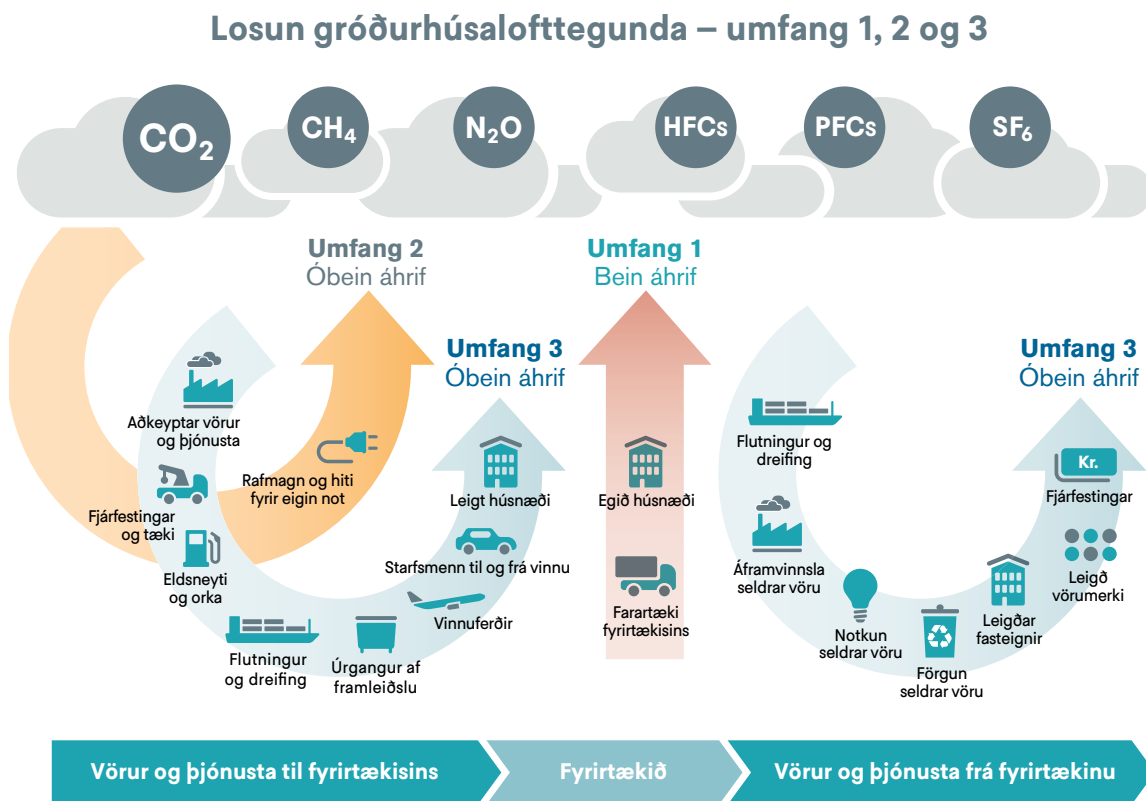 Losun gróðurhúsalofttegunda – umfang 1, 2 og 3
CO₂
CH₄
N₂O
HFCs
PFCs
SF₆
Umfang 2
Óbein áhrif
Umfang 1
Bein áhrif
Umfang 3
Óbein áhrif
Umfang 3
Óbein áhrif
Aðkeyptar vörur
og þjónusta
Fjárfestingar
og tæki
Eldsneyti
og orka
Flutningur
og dreifing
Úrgangur af
framleiðslu
Vinnuferðir
Starfsmenn til og frá vinnu
Leigt húsnæði
Rafmagn og hiti
fyrir eigin not
Egið húsnæði
Farartæki
fyrirtækisins
Flutningur og
dreifing
Áframvinnsla
seldrar vöru
Notkun
seldrar vöru
Förgun
seldrar vöru
Leigðar
fasteignir
Leigð
vörumerki
Kr.
Fjárfestingar
Vörur og þjónusta til fyrirtækisins
Fyrirtækið
Vörur og þjónusta frá fyrirtækinu